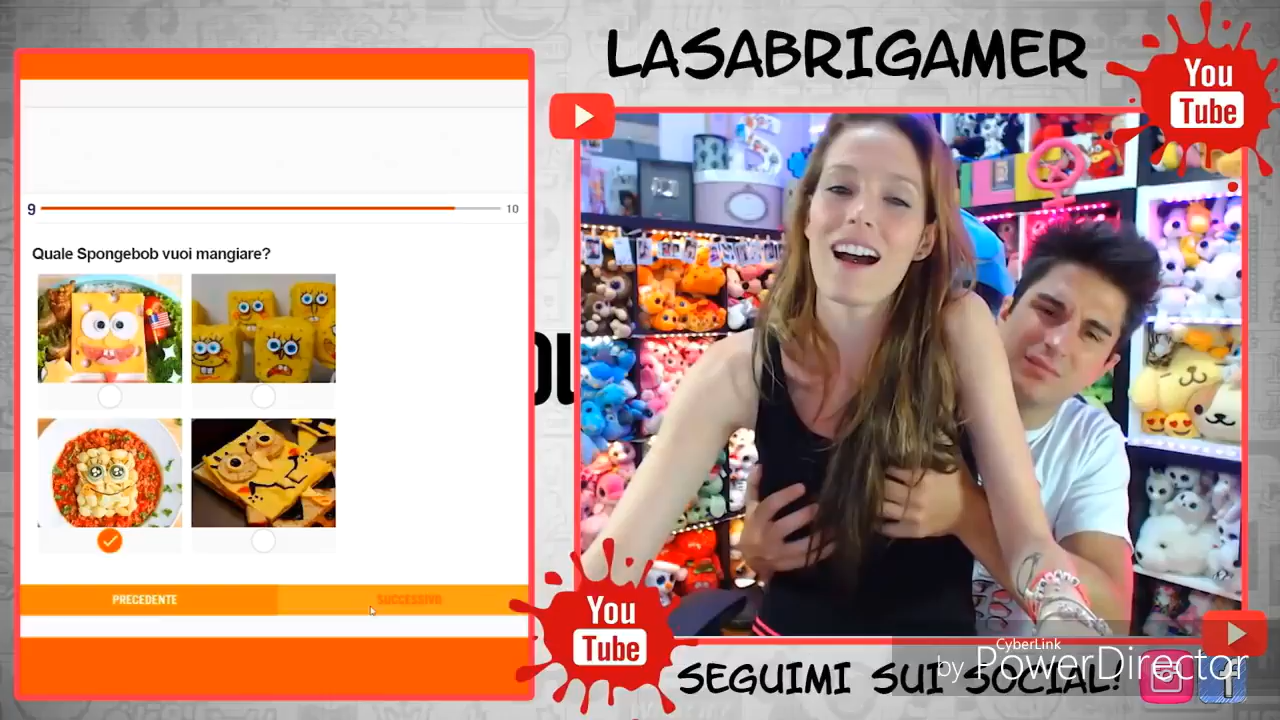 LASABRIGAMER
You
Tube
9
10
Quale Spongebob vuoi mangiare?
PRECEDENTE
SUCCESSIVO
You
Tube
CyberLink
by PowerDirector
SEGUIMI SUI SOCIAL!